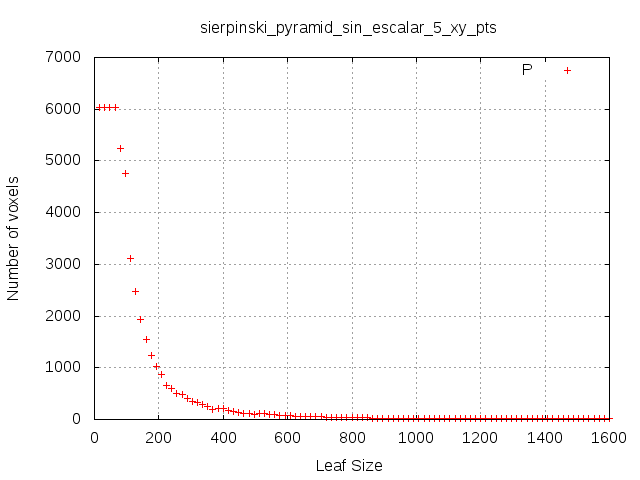 sierpinski_pyramid_sin_escalar_5_xy_pts
7000
P
6000
5000
4000
Number of voxels
3000
2000
1000
0
0 200 400 600 800 1000 1200 1400 1600
Leaf Size